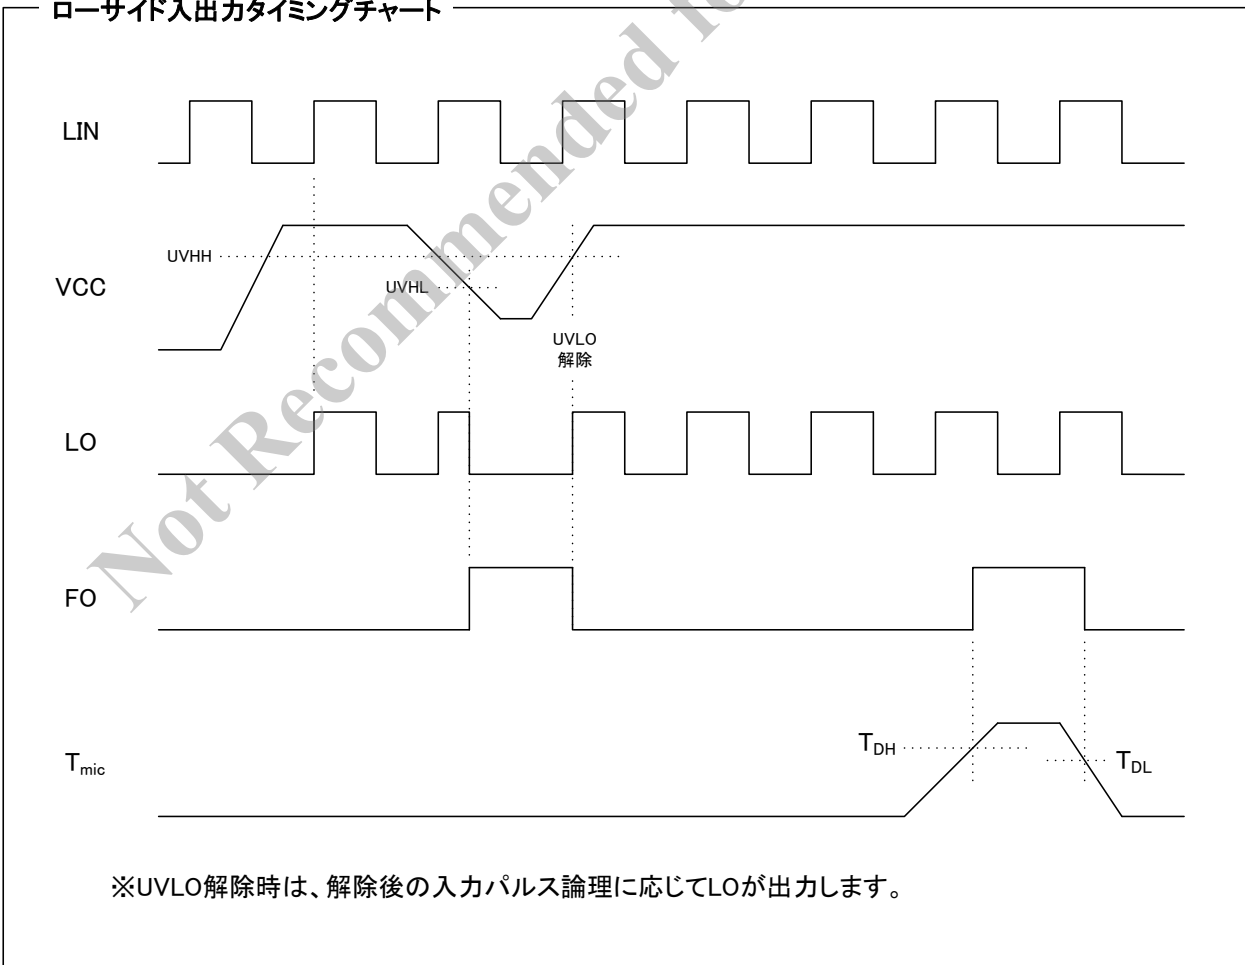 ローサイド入出力タイミングチャート
LIN
UVHH
VCC
UVHL
UVLO
解除
LO
FO
TDH
TDL
Tmic
※UVLO解除時は、解除後の入力パルス論理に応じてLOが出力します。
Not Recommended fo